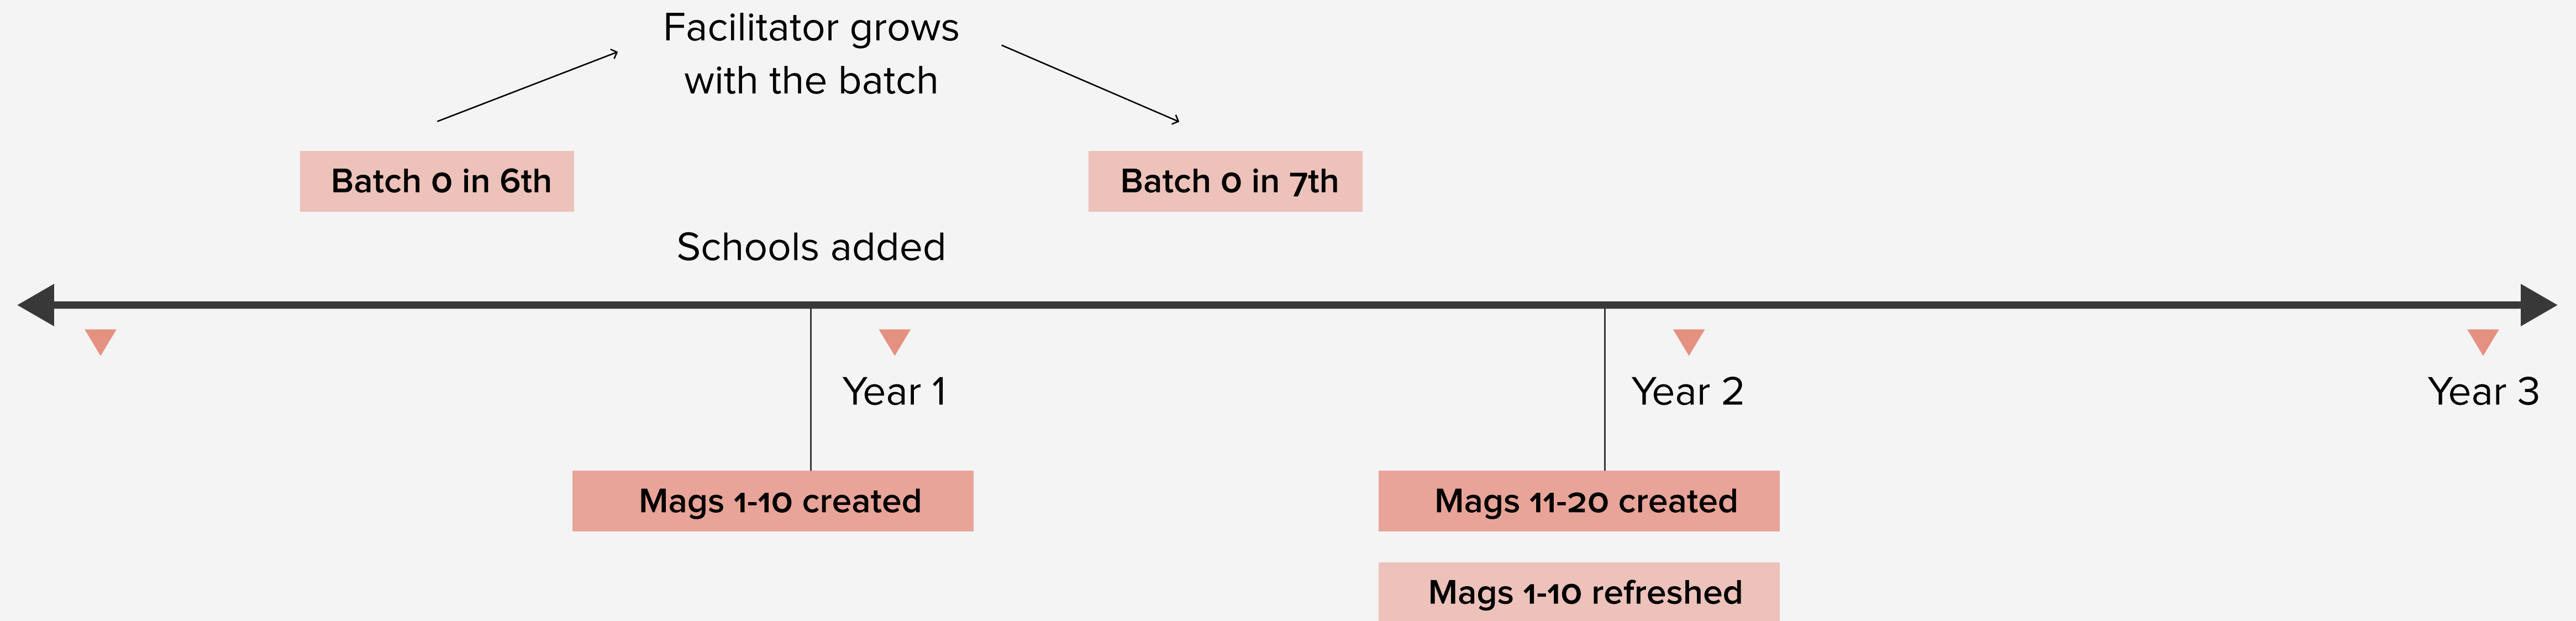 Facilitator grows
with the batch
Batch 0 in 6th
Batch 0 in 7th
Schools added
Year 1
Year 2
Year 3
Mags 1-10 created
Mags 11-20 created
Mags 1-10 refreshed